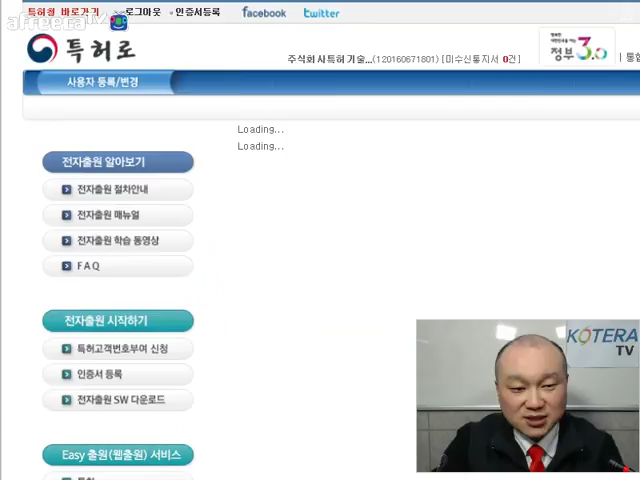 특허청 바로가기 로그아웃 인증서등록 facebook twitter
afreecaTV
특허로
주식회사특허기술...(120160671801) [미수신통지서 0건]
정부 3.0
통합
사용자 등록/변경
Loading...
Loading...
전자출원 알아보기
전자출원 절차안내
전자출원 매뉴얼
전자출원 학습 동영상
F A Q
전자출원 시작하기
특허고객번호부여 신청
인증서 등록
전자출원 SW 다운로드
Easy 출원(웹출원) 서비스
KOTERA
TV